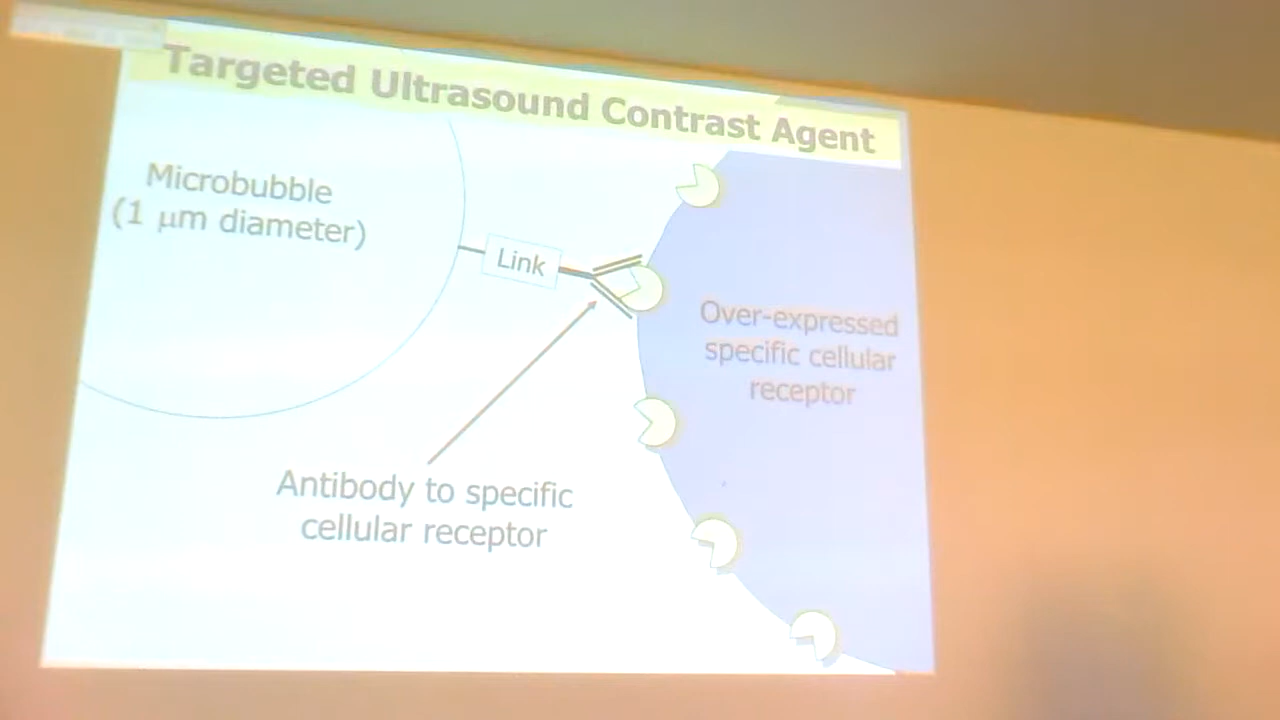 Targeted Ultrasound Contrast Agent
Microbubble
(1 μm diameter)
Link
Over-expressed
specific cellular
receptor
Antibody to specific
cellular receptor